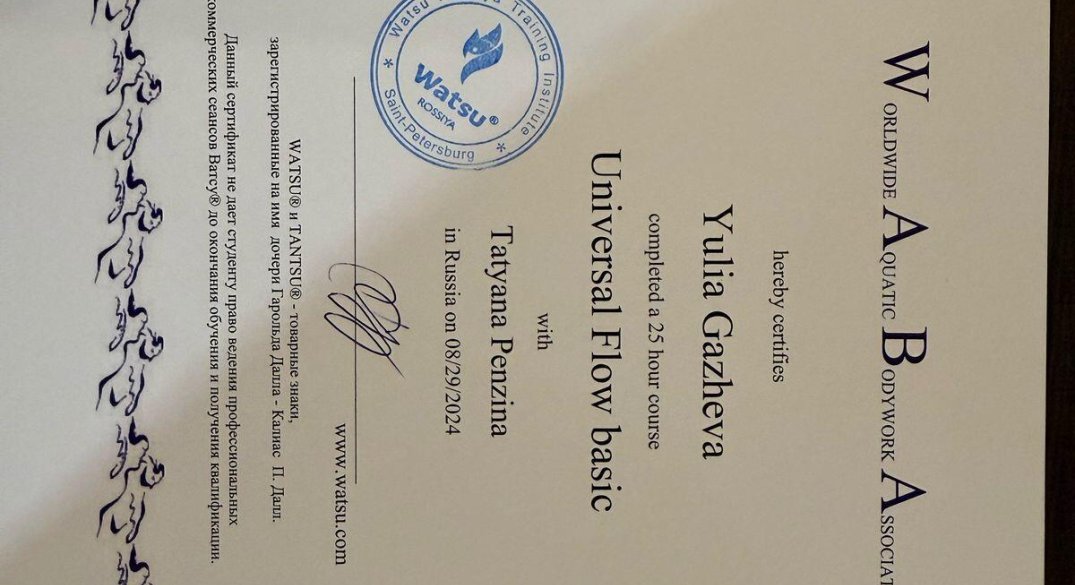 WORLDWIDE AQUATIC BODYWORK ASSOCIAT
hereby certifies
Yulia Gazheva
completed a 25 hour course
Universal Flow basic
with
Tatyana Penzina
in Russia on 08/29/2024
Watsu Training Institute
Watsu®
ROSSIYA
* Saint-Petersburg *
www.watsu.com
WATSU® и TANTSU® - товарные знаки,
зарегистрированные на имя дочери Гарольда Далла - Калиас П. Далл.
Данный сертификат не дает студенту право ведения профессиональных
коммерческих сеансов Ватсу® до окончания обучения и получения квалификации.